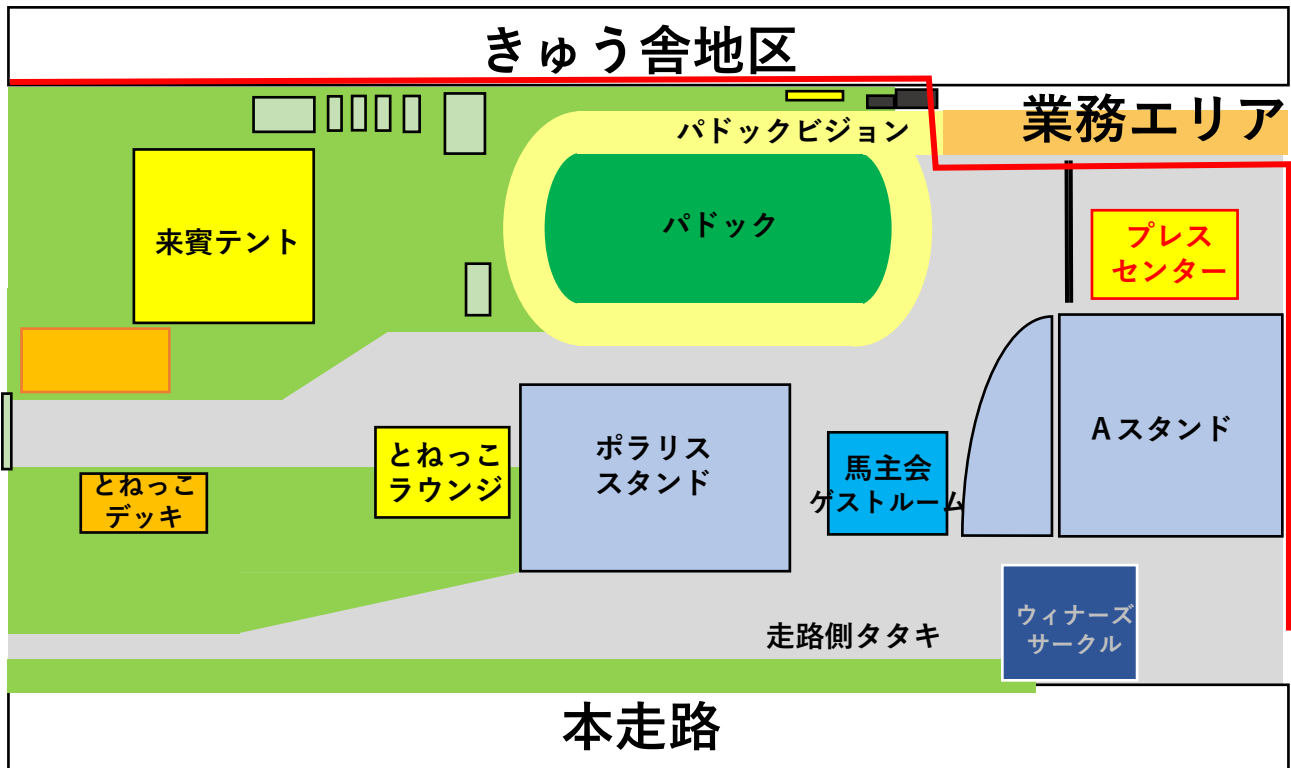 きゅう舎地区
業務エリア
パドックビジョン
来賓テント
パドック
プレス
センター
とねっこ
ラウンジ
ポラリス
スタンド
Aスタンド
馬主会
ゲストルーム
とねっこ
デッキ
走路側タタキ
ウィナーズ
サークル
本走路